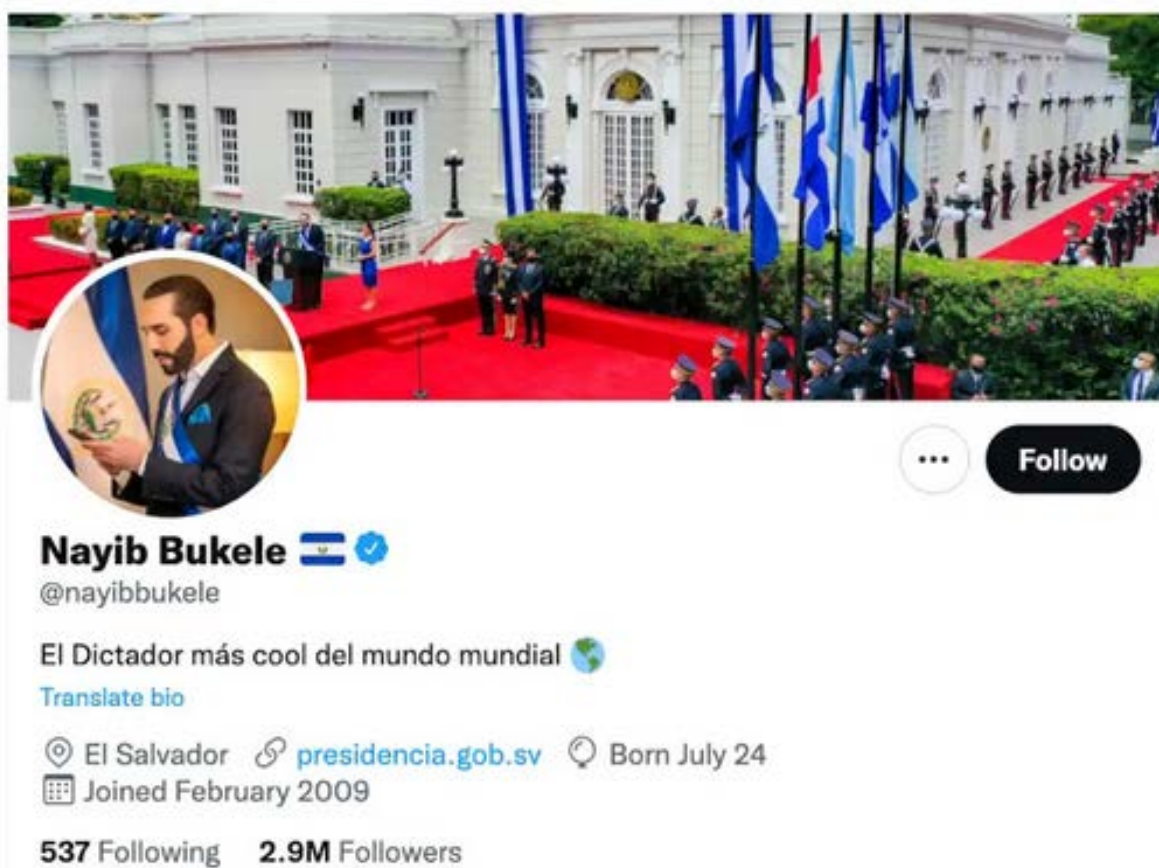 Follow
Nayib Bukele
@nayibbukele
El Dictador más cool del mundo mundial
Translate bio
El Salvador presidencia.gob.sv Born July 24
Joined February 2009
537 Following 2.9M Followers